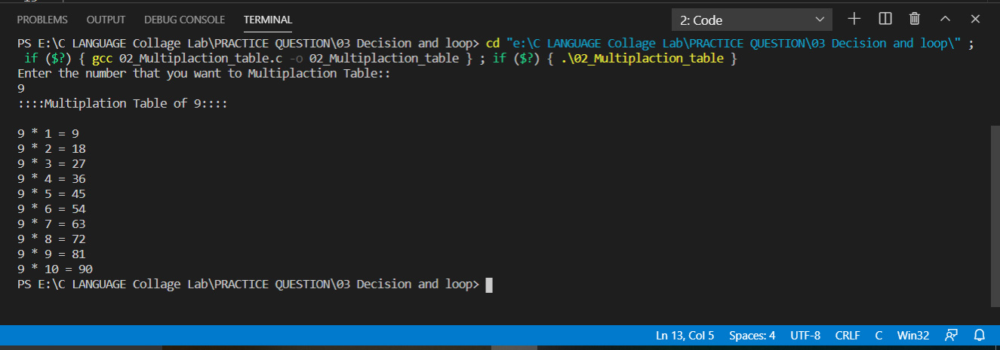 PROBLEMS OUTPUT DEBUG CONSOLE TERMINAL 2: Code
PS E:\C LANGUAGE Collage Lab\PRACTICE QUESTION\03 Decision and loop> cd "e:\C LANGUAGE Collage Lab\PRACTICE QUESTION\03 Decision and loop\" ;
if ($?) { gcc 02_Multiplaction_table.c -o 02_Multiplaction_table } ; if ($?) { .\02_Multiplaction_table }
Enter the number that you want to Multiplaction Table::
9
::::Multiplation Table of 9::::
9 * 1 = 9
9 * 2 = 18
9 * 3 = 27
9 * 4 = 36
9 * 5 = 45
9 * 6 = 54
9 * 7 = 63
9 * 8 = 72
9 * 9 = 81
9 * 10 = 90
PS E:\C LANGUAGE Collage Lab\PRACTICE QUESTION\03 Decision and loop>
Ln 13, Col 5 Spaces: 4 UTF-8 CRLF C Win32